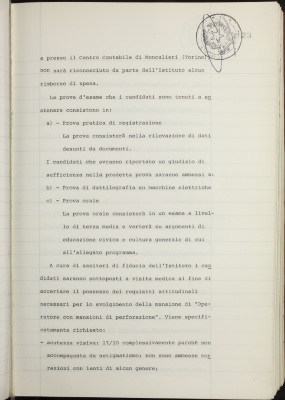 e presso il Centro Contabile di Moncalieri (Torino)
non sarà riconosciuto da parte dell'Istituto alcun
rimborso di spesa.
La prova d'esame che i candidati sono tenuti a so
stenere consistono in:
a) - Prova pratica di registrazione
La prova consisterà nella rilevazione di dati
desunti da documenti.
I candidati che avranno riportato un giudizio di
sufficienza nella predetta prova saranno ammessi a:
b) - Prova di dattilografia su macchine elettriche
c) - Prova orale
La prova orale consisterà in un esame a livel-
lo di terza media e verterà su argomenti di
educazione civica e cultura generale di cui
all'allegato programma.
A cura di sanitari di fiducia dell'Istituto i can
didati saranno sottoposti a visita medica al fine di
accertare il possesso dei requisiti attitudinali
necessari per lo svolgimento della mansione di "Ope-
ratore con mansioni di perforazione". Viene specifi-
catamente richiesto:
- acutezza visiva: 17/20 complessivamente purchè non
accompagnata da astigmatismo; non sono ammesse cor
rezioni con lenti di alcun genere;